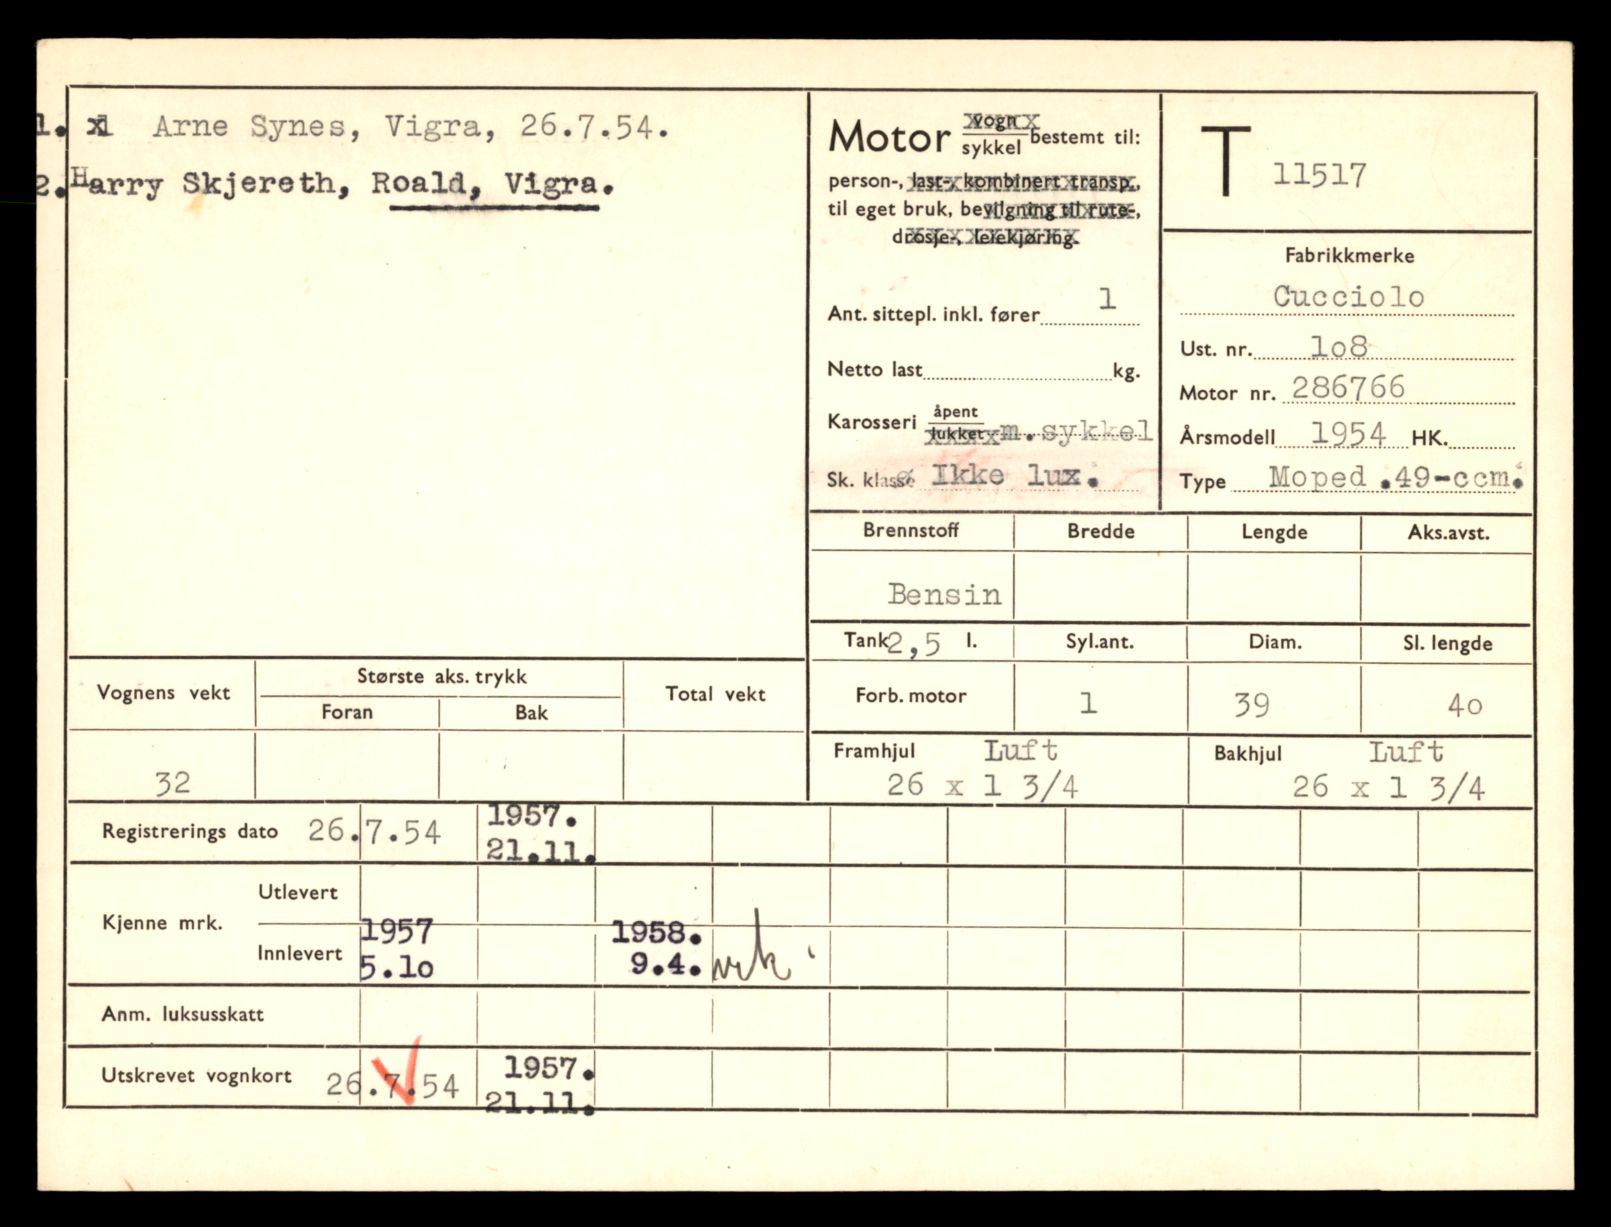 1. x1 Arne Synes, Vigra, 26.7.54.
2. Harry Skjereth, Roald, Vigra.
Motor vogn sykkel bestemt til:
person-, last-, kombinert transp.,
til eget bruk, bevilgning til rute-,
drosje-, leiekjøring.
Ant. sittepl. inkl. fører 1
Netto last kg.
Karosseri åpent lukket m.sykkel
Sk. klasse Ikke lux.
T 11517
Fabrikkmerke
Cucciolo
Ust. nr. 1o8
Motor nr. 286766
Årsmodell 1954 HK.
Type Moped .49-ccm.
Brennstoff Bredde Lengde Aks.avst.
Bensin
Tank 2,5 l. Syl.ant. Diam. Sl. lengde
Forb. motor 1 39 4o
Framhjul Luft Bakhjul Luft
26 x 1 3/4 26 x 1 3/4
Vognens vekt Største aks. trykk Total vekt
Foran Bak
32
Registrerings dato 26.7.54 1957.
21.11.
Kjenne mrk. Utlevert
Innlevert 1957 1958.
5.1o 9.4. vrk
Anm. luksusskatt
Utskrevet vognkort 26.7.54 1957.
21.11.